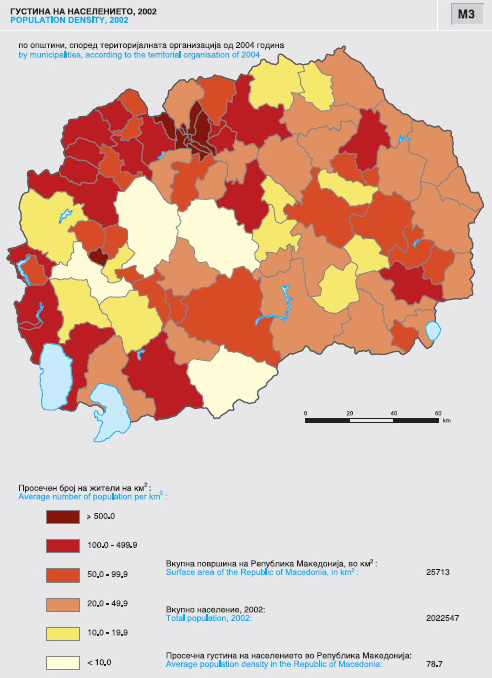 ГУСТИНА НА НАСЕЛЕНИЕТО, 2002
POPULATION DENSITY, 2002
М3
по општини, според територијалната организација од 2004 година
by municipalities, according to the territorial organisation of 2004
0 20 40 60
km
Просечен број на жители на км²:
Average number of population per km²:
≥ 500.0
100.0 - 499.9
50.0 - 99.9
20.0 - 49.9
10.0 - 19.9
< 10.0
Вкупна површина на Република Македонија, во км²:
Surface area of the Republic of Macedonia, in km²: 25713
Вкупно население, 2002:
Total population, 2002: 2022547
Просечна густина на населението во Република Македонија:
Average population density in the Republic of Macedonia: 78.7